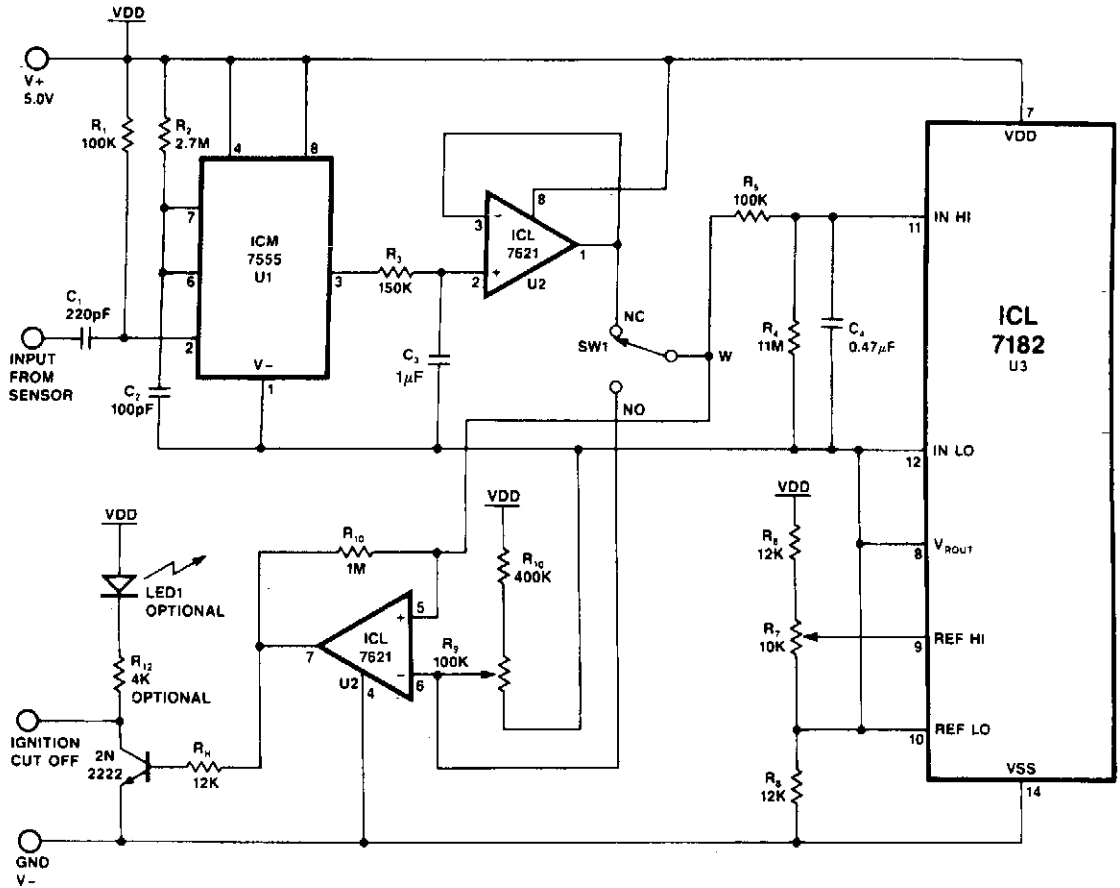 VDD
V+
5.0V
R₁
100K
R₂
2.7M
4
8
7
6
2
ICM
7555
U1
V–
1
3
C₁
220pF
INPUT
FROM
SENSOR
C₂
100pF
R₃
150K
C₃
1µF
3
–
2
+
ICL
7621
U2
8
1
NC
SW1
NO
W
R₅
100K
R₄
11M
C₄
0.47µF
7
VDD
11
IN HI
ICL
7182
U3
12
IN LO
8
V_ROUT
9
REF HI
10
REF LO
VSS
14
VDD
R₈
12K
R₇
10K
R₆
12K
VDD
LED1
OPTIONAL
R₁₂
4K
OPTIONAL
IGNITION
CUT OFF
2N
2222
R_H
12K
R₁₀
1M
5
+
ICL
7621
7
U2
4
–
6
VDD
R₁₀
400K
R₉
100K
GND
V–